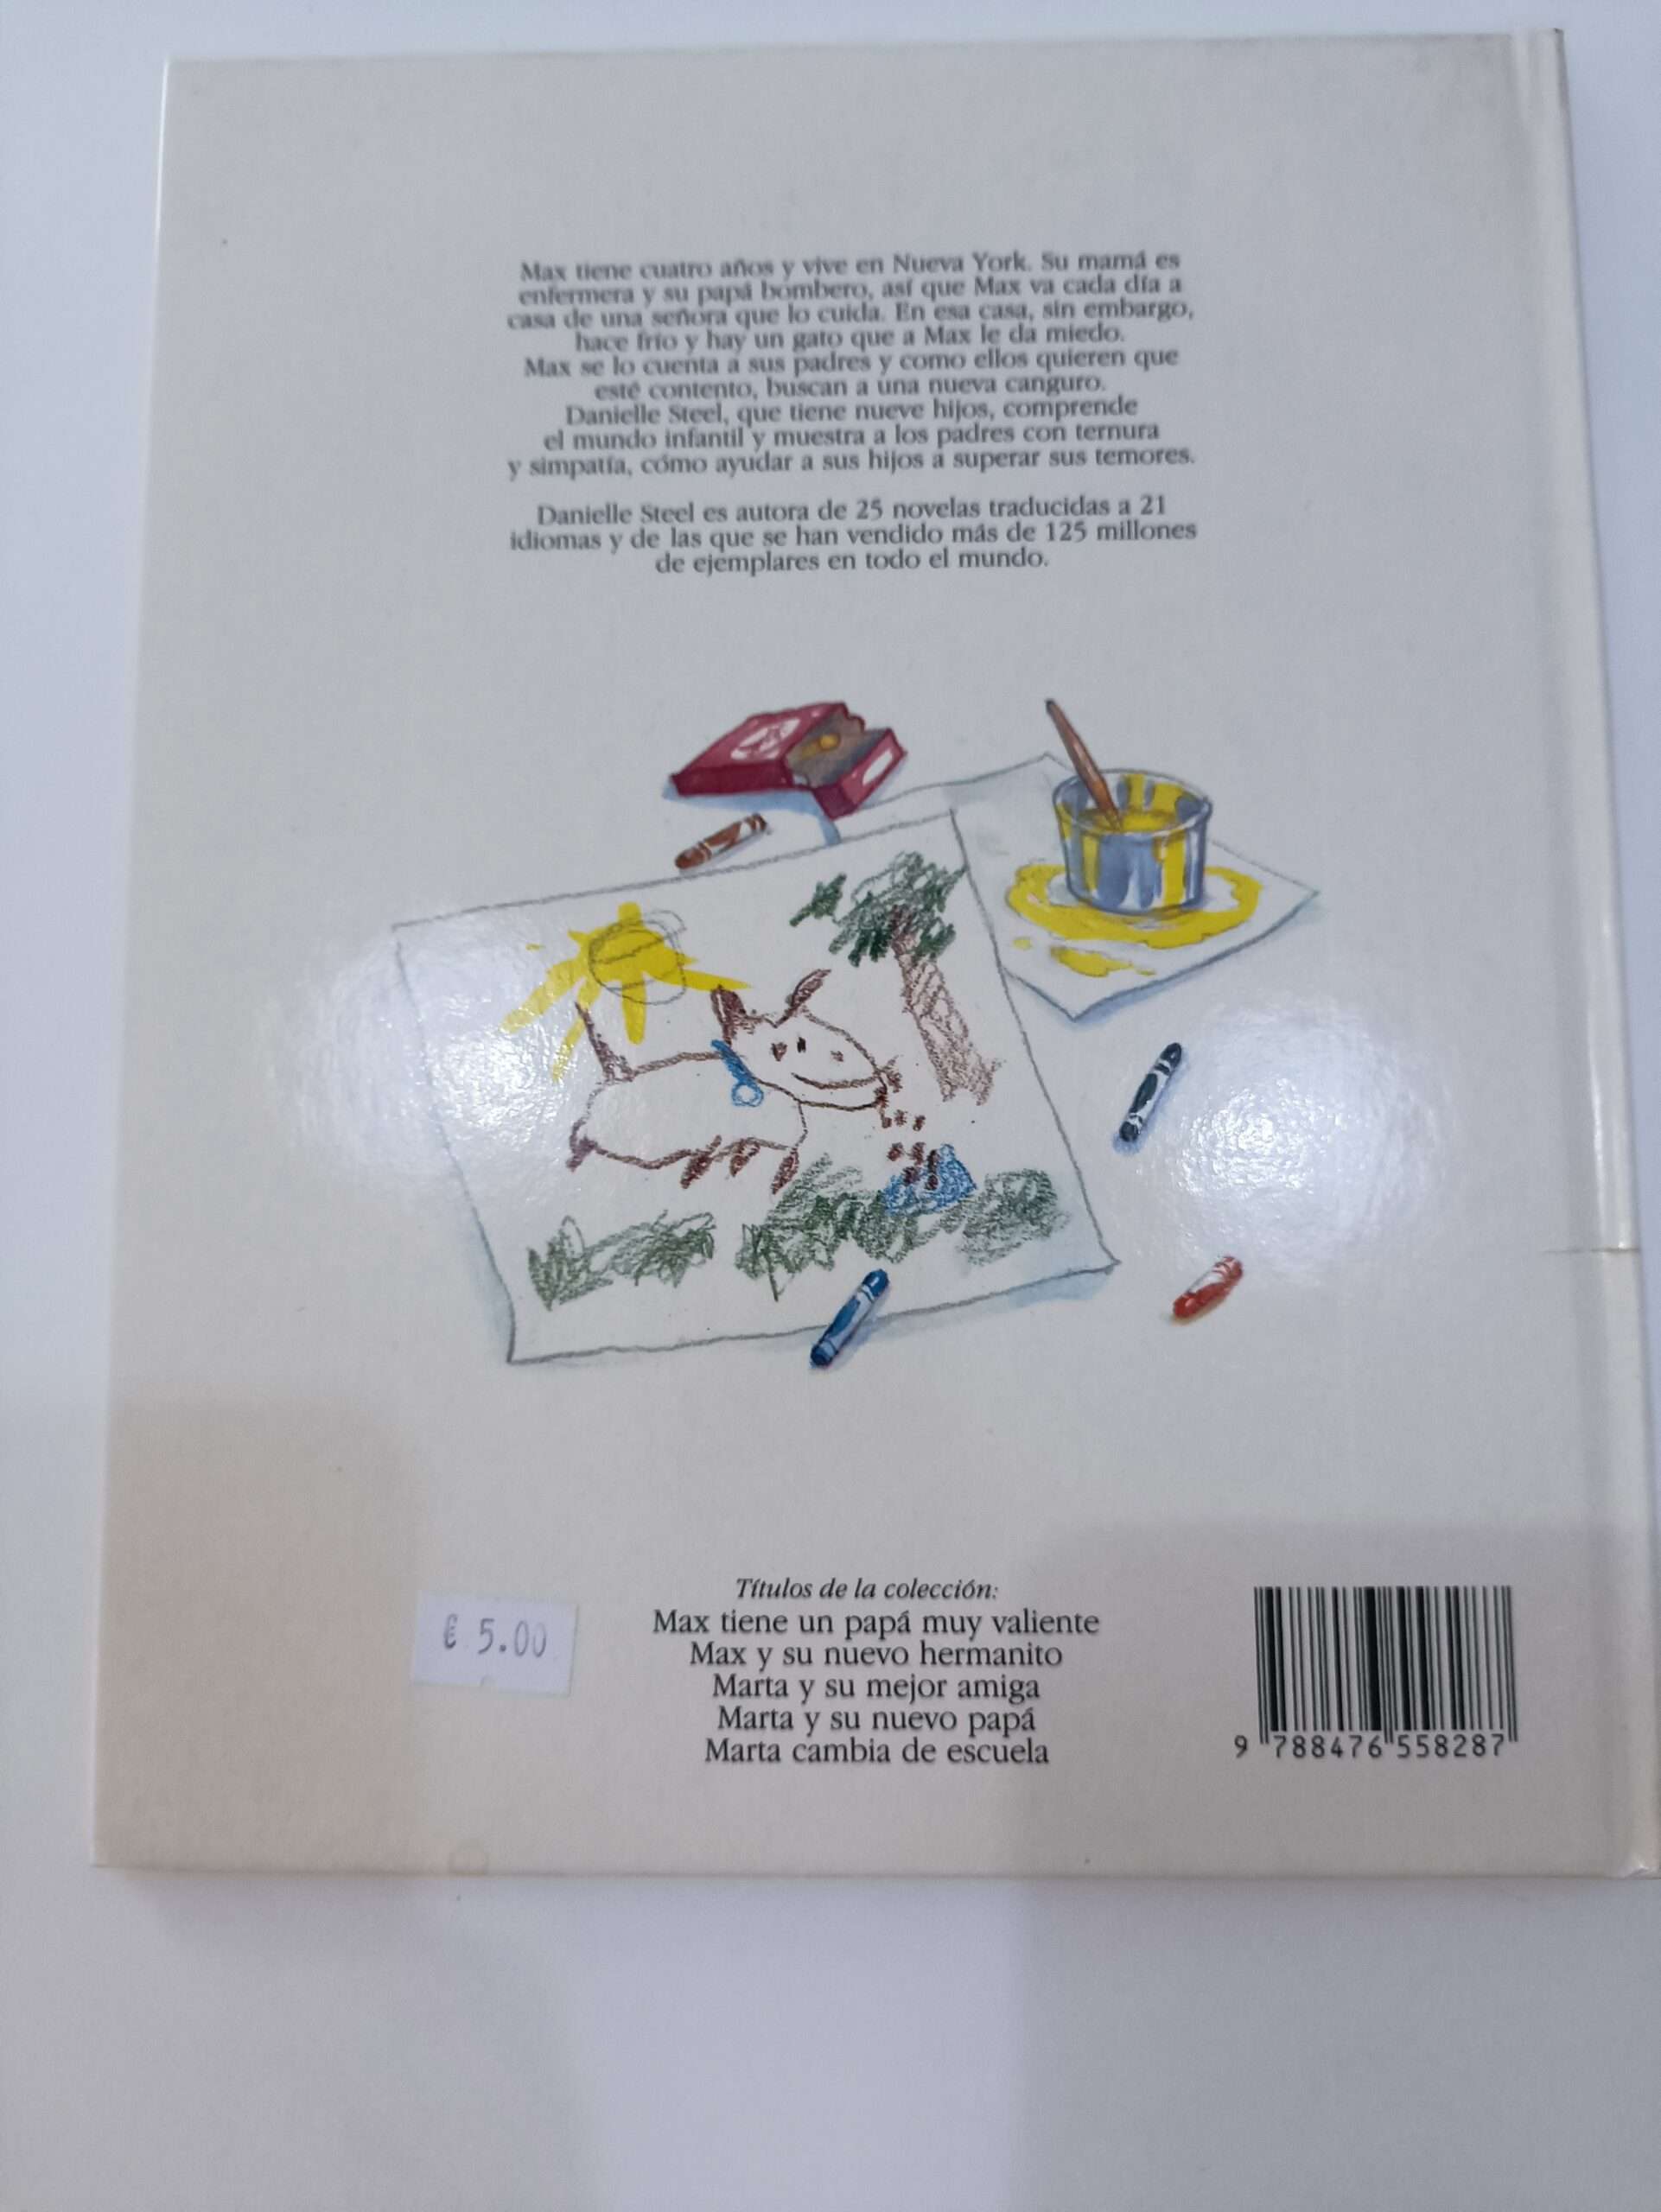 Max tiene cuatro años y vive en Nueva York. Su mamá es
enfermera y su papá bombero, así que Max va cada día a
casa de una señora que lo cuida. En esa casa, sin embargo,
hace frío y hay un gato que a Max le da miedo.
Max se lo cuenta a sus padres y como ellos quieren que
esté contento, buscan a una nueva canguro.
Danielle Steel, que tiene nueve hijos, comprende
el mundo infantil y muestra a los padres con ternura
y simpatía, cómo ayudar a sus hijos a superar sus temores.
Danielle Steel es autora de 25 novelas traducidas a 21
idiomas y de las que se han vendido más de 125 millones
de ejemplares en todo el mundo.
€ 5.00
Títulos de la colección:
Max tiene un papá muy valiente
Max y su nuevo hermanito
Marta y su mejor amiga
Marta y su nuevo papá
Marta cambia de escuela
9 788476 558287